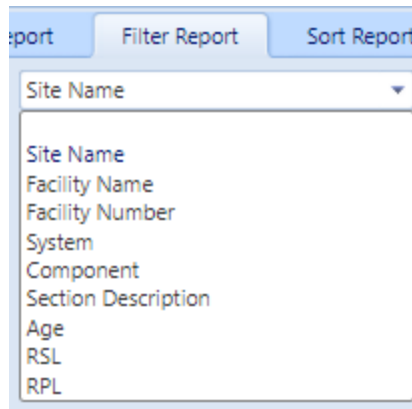 port Filter Report Sort Report
Site Name
Site Name
Facility Name
Facility Number
System
Component
Section Description
Age
RSL
RPL